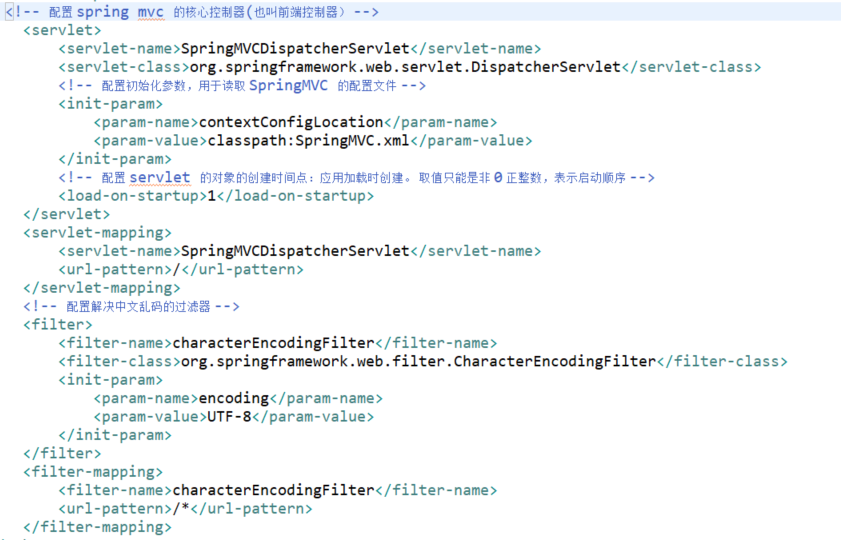 <!-- 配置 spring mvc 的核心控制器(也叫前端控制器） -->
<servlet>
<servlet-name>SpringMVCDispatcherServlet</servlet-name>
<servlet-class>org.springframework.web.servlet.DispatcherServlet</servlet-class>
<!-- 配置初始化参数，用于读取 SpringMVC 的配置文件 -->
<init-param>
<param-name>contextConfigLocation</param-name>
<param-value>classpath:SpringMVC.xml</param-value>
</init-param>
<!-- 配置 servlet 的对象的创建时间点：应用加载时创建。 取值只能是非 0 正整数，表示启动顺序 -->
<load-on-startup>1</load-on-startup>
</servlet>
<servlet-mapping>
<servlet-name>SpringMVCDispatcherServlet</servlet-name>
<url-pattern>/</url-pattern>
</servlet-mapping>
<!-- 配置解决中文乱码的过滤器 -->
<filter>
<filter-name>characterEncodingFilter</filter-name>
<filter-class>org.springframework.web.filter.CharacterEncodingFilter</filter-class>
<init-param>
<param-name>encoding</param-name>
<param-value>UTF-8</param-value>
</init-param>
</filter>
<filter-mapping>
<filter-name>characterEncodingFilter</filter-name>
<url-pattern>/*</url-pattern>
</filter-mapping>